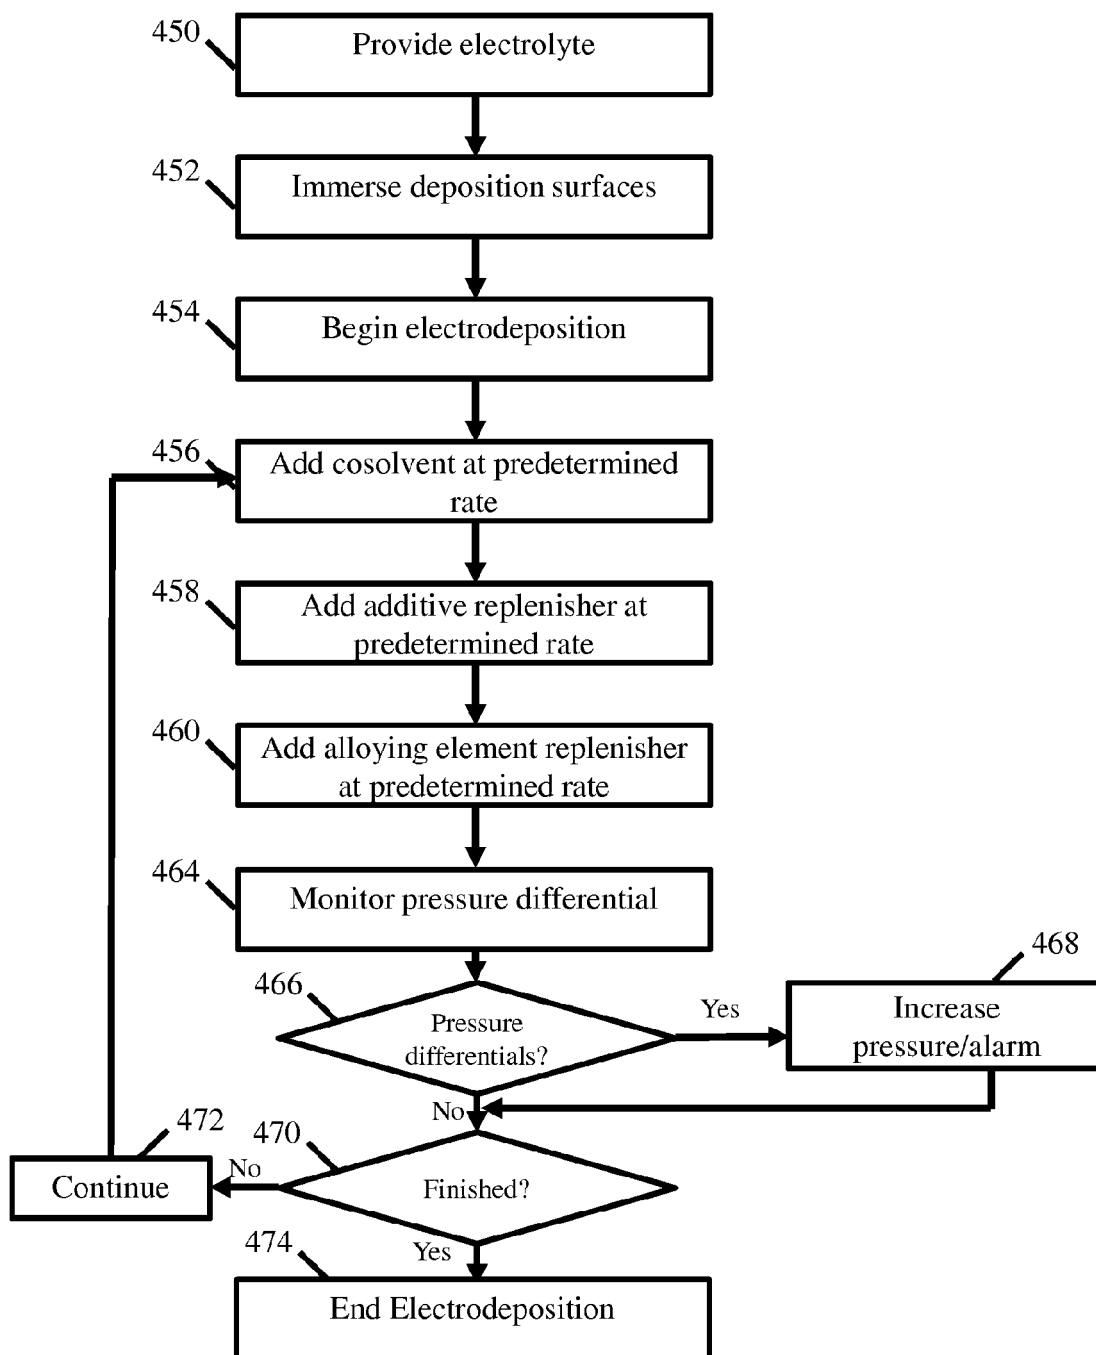 450
Provide electrolyte
452
Immerse deposition surfaces
454
Begin electrodeposition
456
Add cosolvent at predetermined
rate
458
Add additive replenisher at
predetermined rate
460
Add alloying element replenisher
at predetermined rate
464
Monitor pressure differential
466
Pressure
differentials?
Yes
468
Increase
pressure/alarm
No
472
Continue
No
470
Finished?
Yes
474
End Electrodeposition